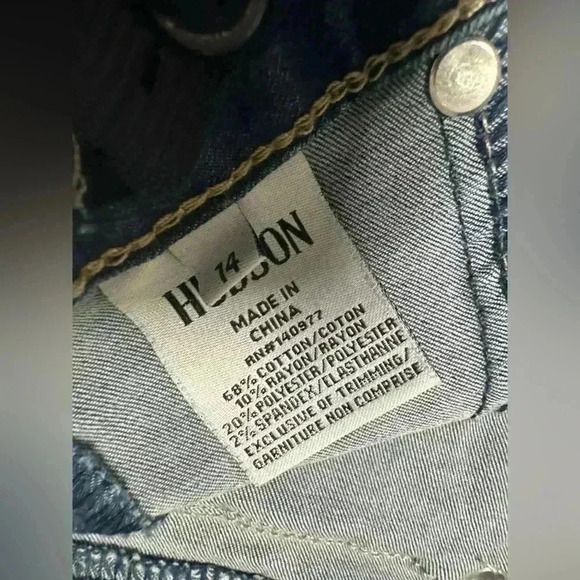 14
HUDSON
MADE IN
CHINA
RN#140977
68% COTTON/COTON
10% RAYON/RAYON
20% POLYESTER/POLYESTER
2% SPANDEX/ELASTHANNE
EXCLUSIVE OF TRIMMING/
GARNITURE NON COMPRISE